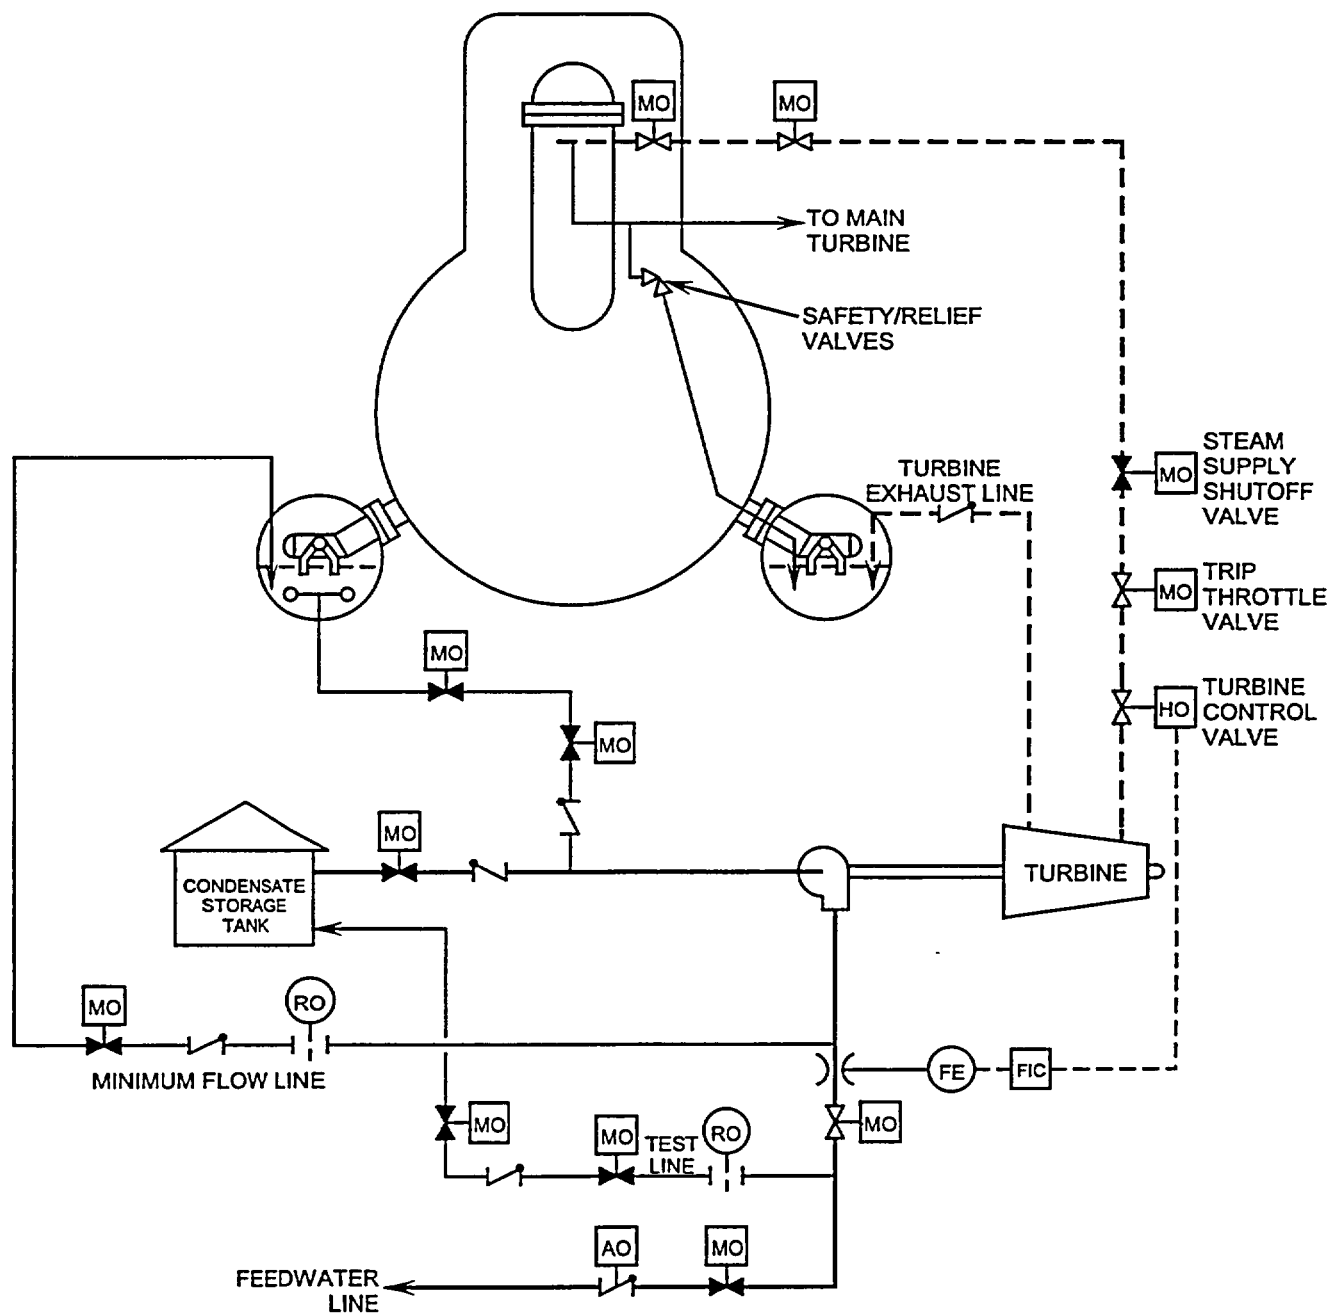 MO
MO
TO MAIN
TURBINE
SAFETY/RELIEF
VALVES
STEAM
SUPPLY
SHUTOFF
VALVE
MO
TURBINE
EXHAUST LINE
MO
TRIP
THROTTLE
VALVE
MO
MO
HO
TURBINE
CONTROL
VALVE
MO
CONDENSATE
STORAGE
TANK
TURBINE
MO
RO
MINIMUM FLOW LINE
FE
FIC
MO
MO
MO
TEST
LINE
RO
AO
MO
FEEDWATER
LINE